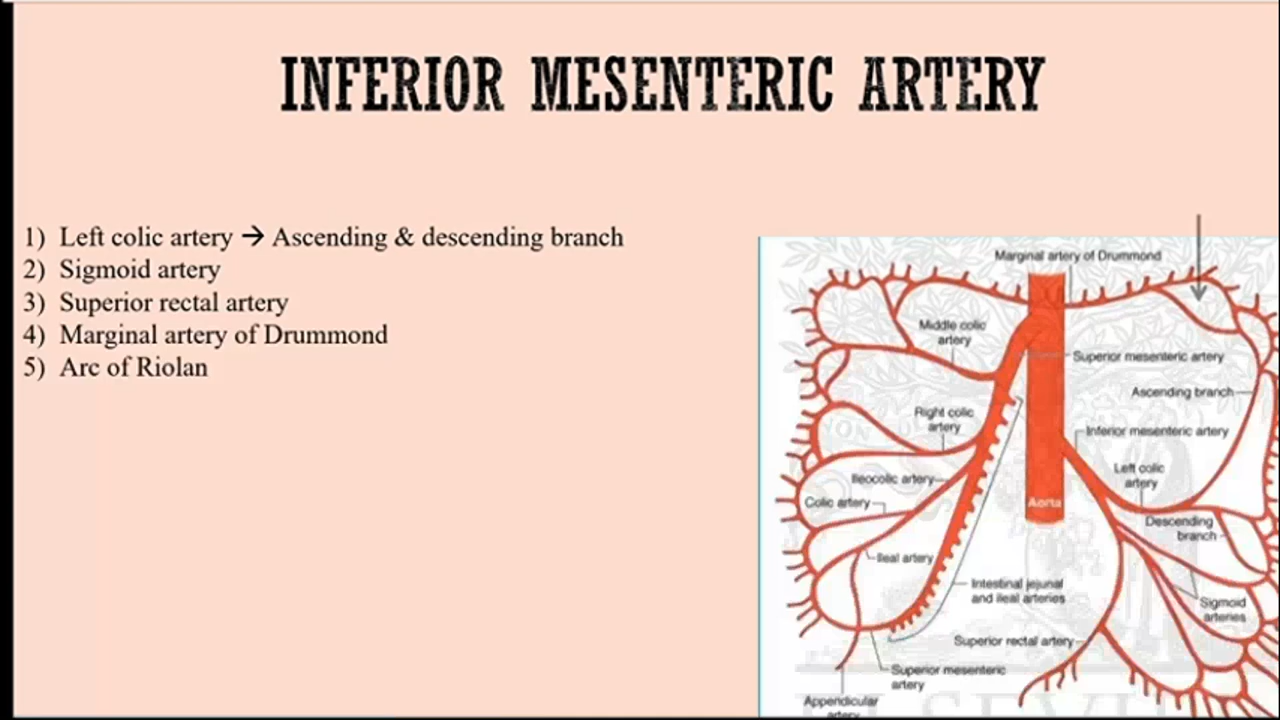 INFERIOR MESENTERIC ARTERY
1) Left colic artery → Ascending & descending branch
2) Sigmoid artery
3) Superior rectal artery
4) Marginal artery of Drummond
5) Arc of Riolan
Marginal artery of Drummond
Middle colic
artery
Superior mesenteric artery
Ascending branch
Right colic
artery
Inferior mesenteric artery
Left colic
artery
Ileocolic artery
Colic artery
Aorta
Descending
branch
Ileal artery
Intestinal jejunal
and ileal arteries
Sigmoid
arteries
Superior rectal artery
Superior mesenteric
artery
Appendicular
artery